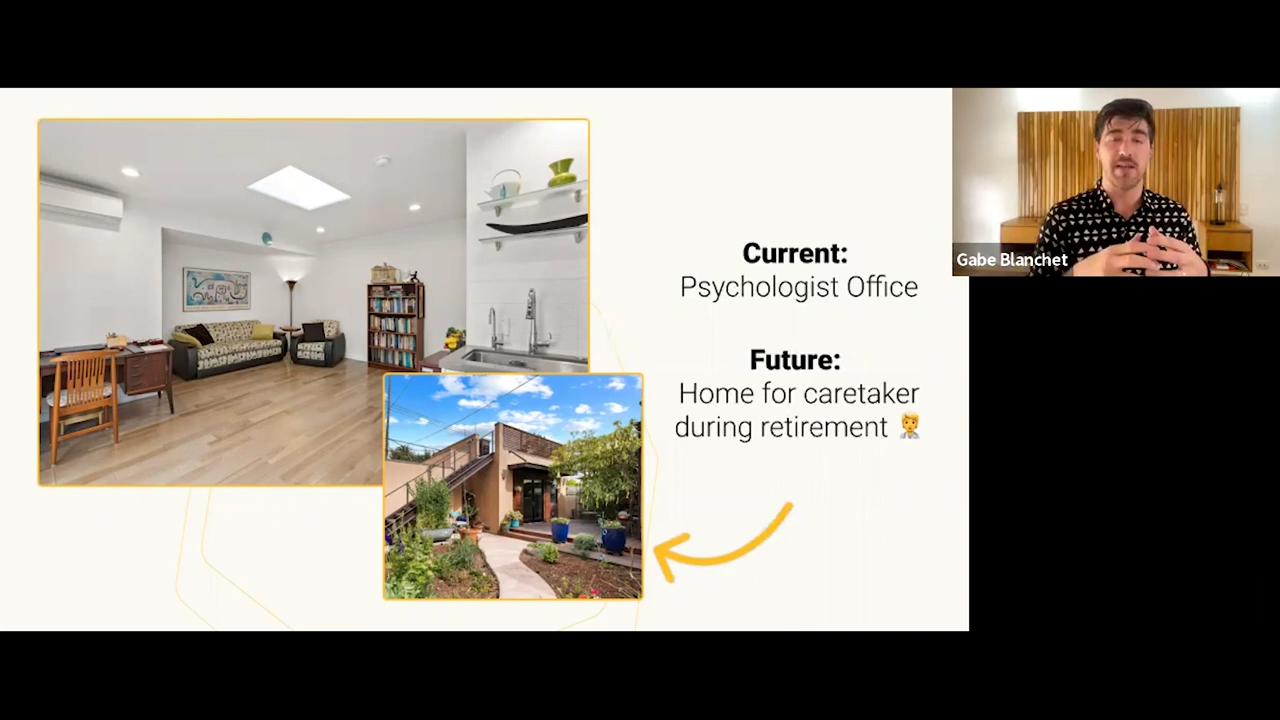 Current:
Psychologist Office
Future:
Home for caretaker
during retirement 🧑‍⚕️
Gabe Blanchet